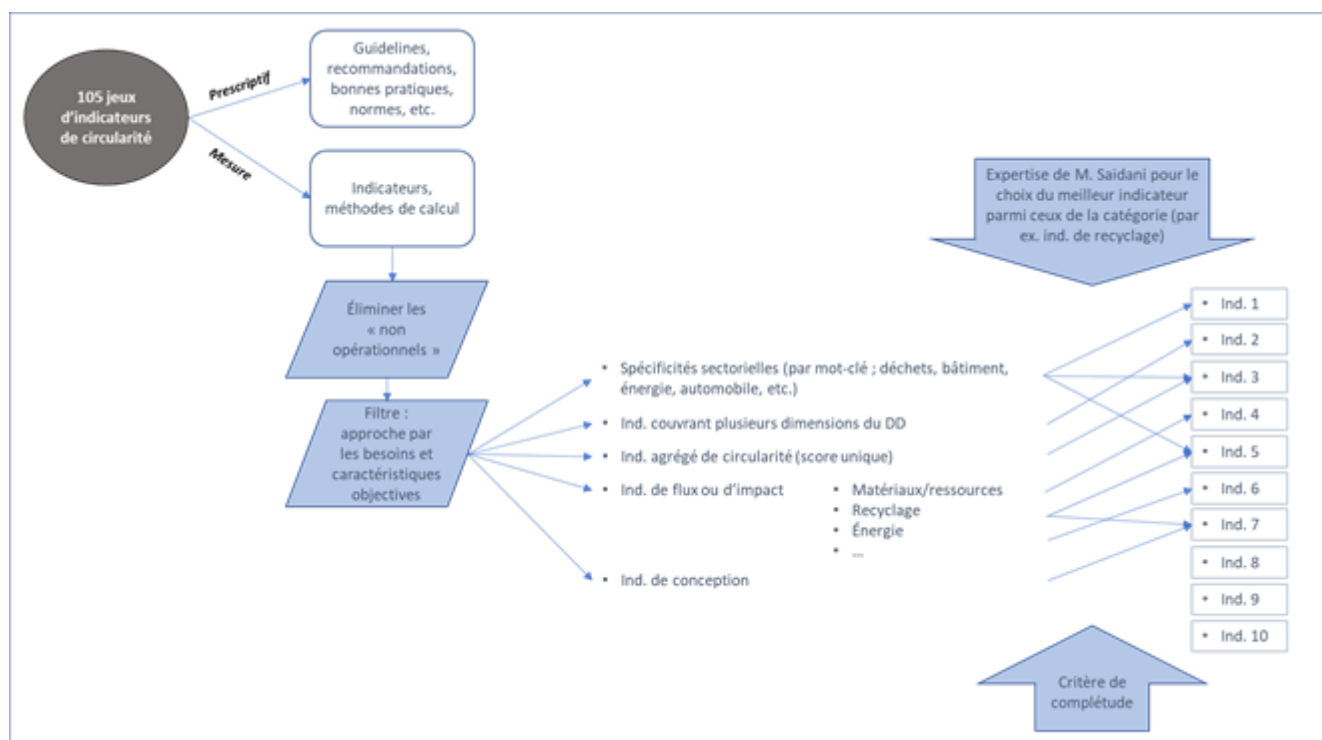 105 jeux
d'indicateurs
de circularité
Prescriptif
Mesure
Guidelines,
recommandations,
bonnes pratiques,
normes, etc.
Indicateurs,
méthodes de calcul
Éliminer les
« non
opérationnels »
Filtre :
approche par
les besoins et
caractéristiques
objectives
• Spécificités sectorielles (par mot-clé ; déchets, bâtiment,
énergie, automobile, etc.)
• Ind. couvrant plusieurs dimensions du DD
• Ind. agrégé de circularité (score unique)
• Ind. de flux ou d'impact
• Matériaux/ressources
• Recyclage
• Énergie
• ...
• Ind. de conception
Expertise de M. Saidani pour le
choix du meilleur indicateur
parmi ceux de la catégorie (par
ex. ind. de recyclage)
• Ind. 1
• Ind. 2
• Ind. 3
• Ind. 4
• Ind. 5
• Ind. 6
• Ind. 7
• Ind. 8
• Ind. 9
• Ind. 10
Critère de
complétude